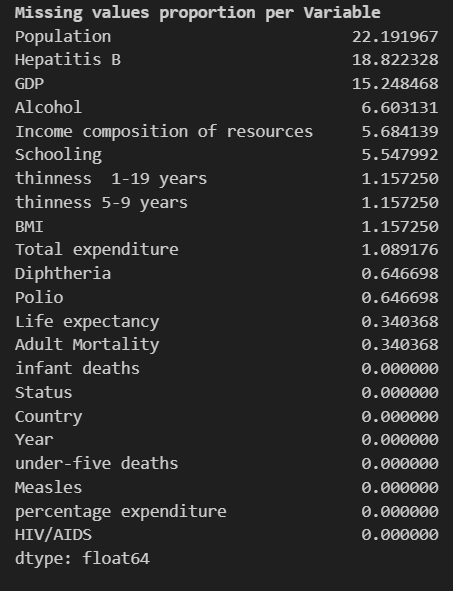 Missing values proportion per Variable
Population 22.191967
Hepatitis B 18.822328
GDP 15.248468
Alcohol 6.603131
Income composition of resources 5.684139
Schooling 5.547992
thinness  1-19 years 1.157250
thinness 5-9 years 1.157250
BMI 1.157250
Total expenditure 1.089176
Diphtheria 0.646698
Polio 0.646698
Life expectancy 0.340368
Adult Mortality 0.340368
infant deaths 0.000000
Status 0.000000
Country 0.000000
Year 0.000000
under-five deaths 0.000000
Measles 0.000000
percentage expenditure 0.000000
HIV/AIDS 0.000000
dtype: float64